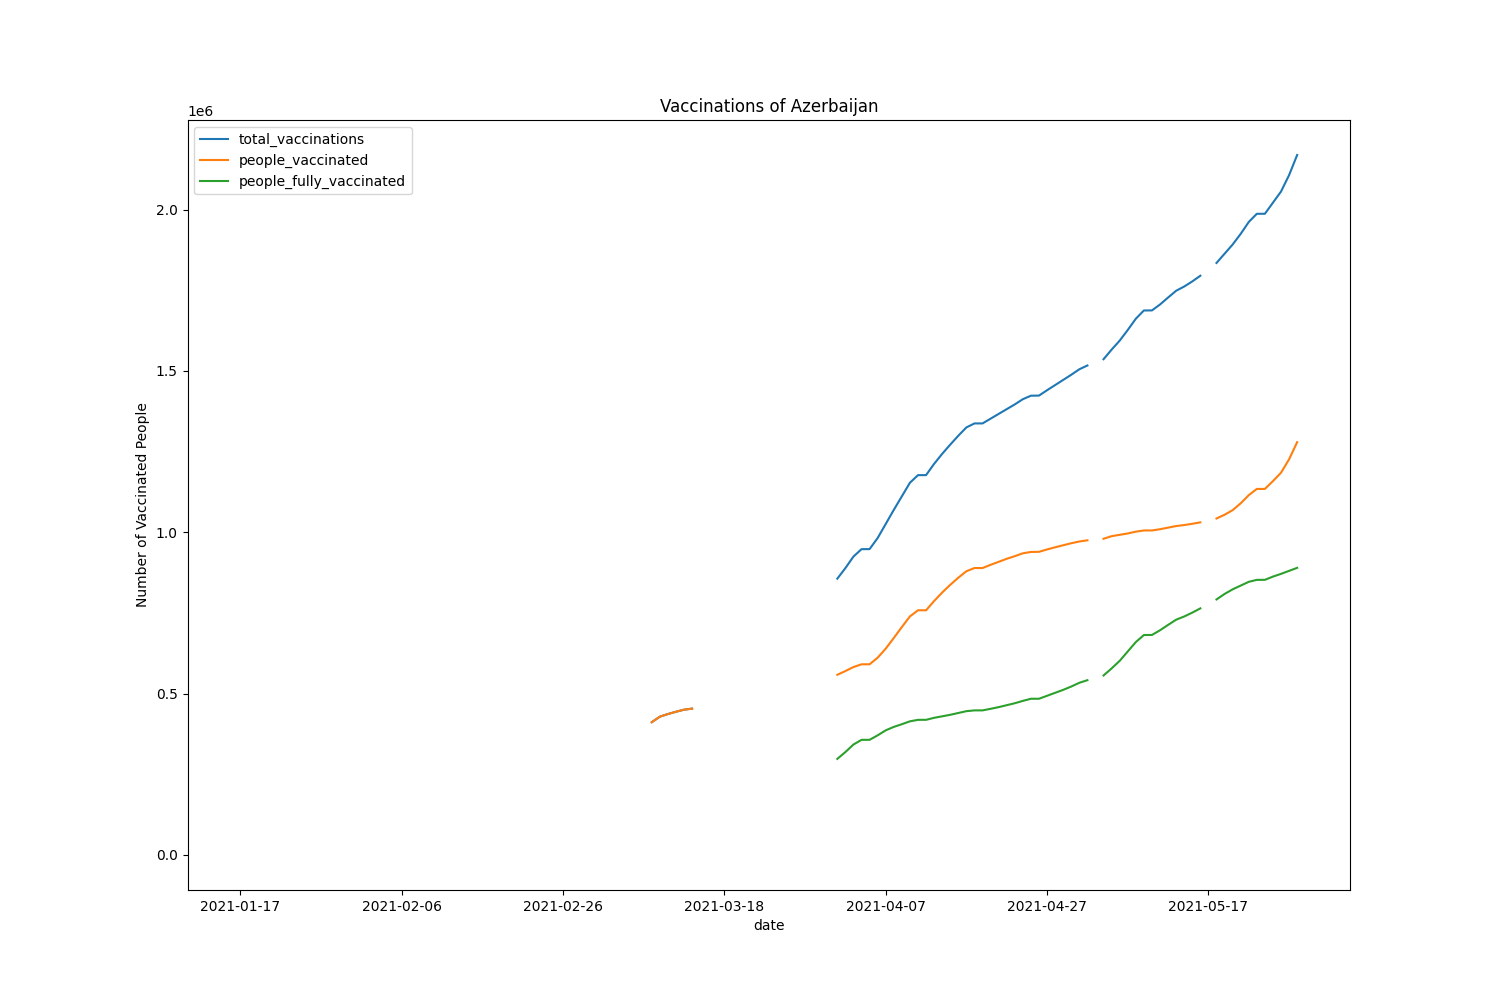 Vaccinations of Azerbaijan
1e6
total_vaccinations
people_vaccinated
people_fully_vaccinated
2.0
1.5
1.0
0.5
0.0
Number of Vaccinated People
2021-01-17 2021-02-06 2021-02-26 2021-03-18 2021-04-07 2021-04-27 2021-05-17
date